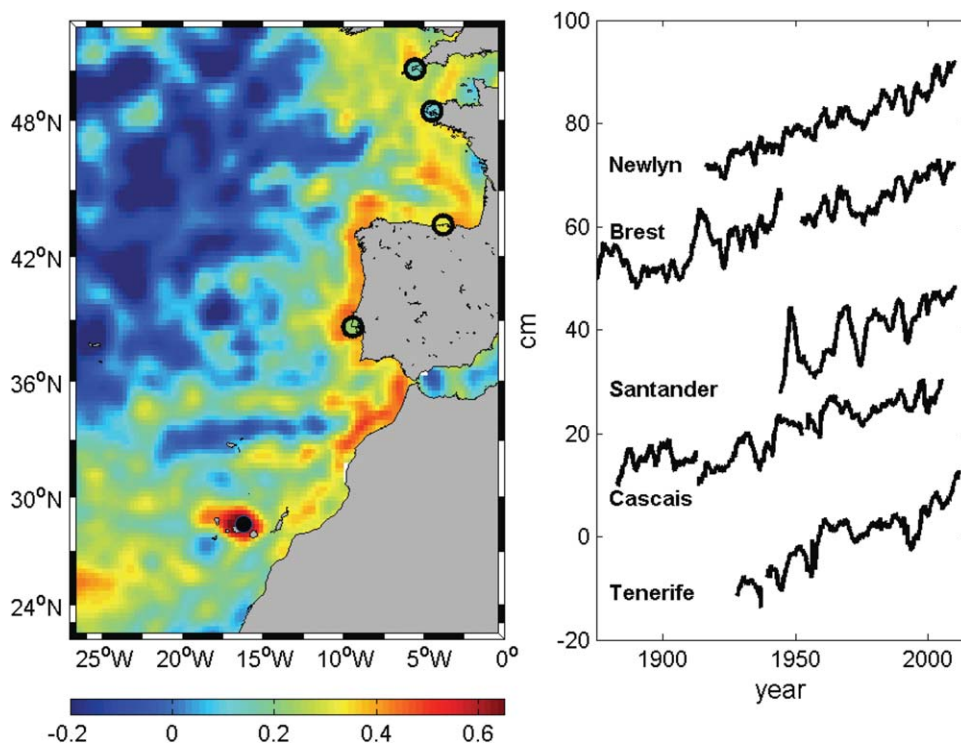 48°N
42°N
36°N
30°N
24°N
25°W 20°W 15°W 10°W 5°W 0°
-0.2 0 0.2 0.4 0.6
100
80
60
40
20
0
-20
cm
Newlyn
Brest
Santander
Cascais
Tenerife
1900 1950 2000
year